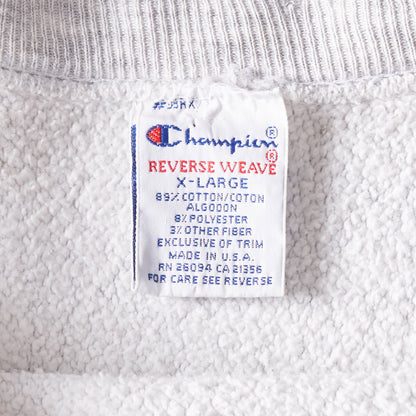 Champion®
REVERSE WEAVE®
X-LARGE
89% COTTON/COTON
ALGODON
8% POLYESTER
3% OTHER FIBER
EXCLUSIVE OF TRIM
MADE IN U.S.A.
RN 26094 CA 21356
FOR CARE SEE REVERSE